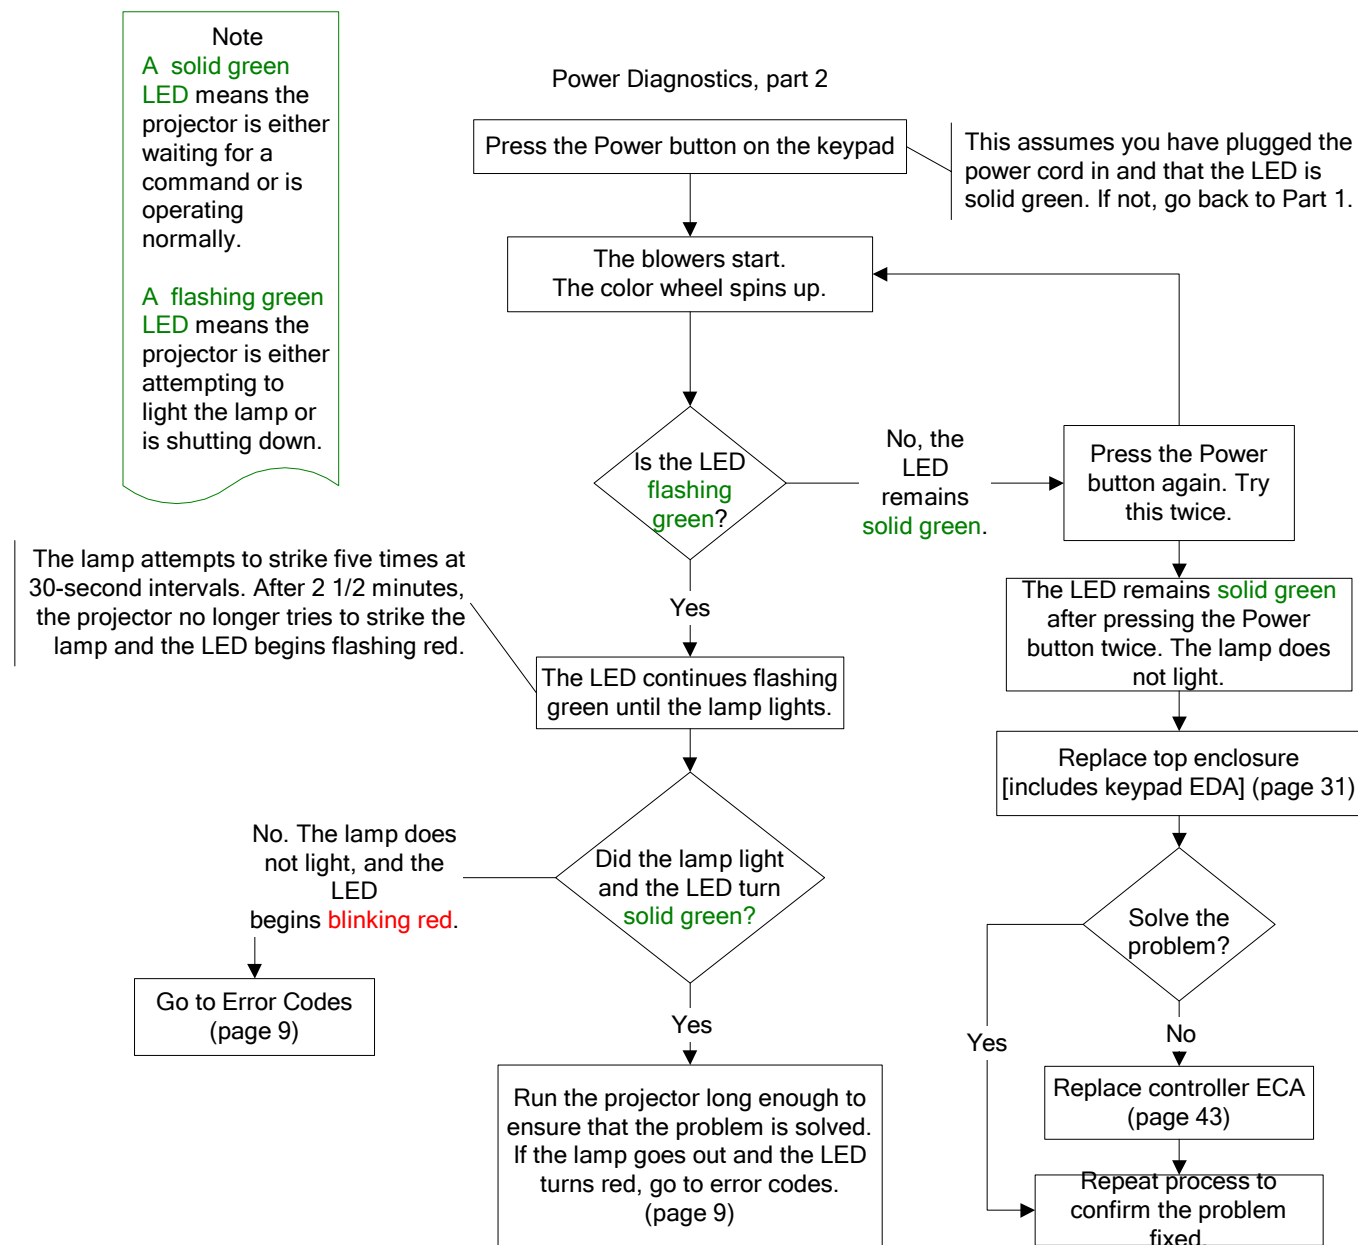 Note
A solid green
LED means the
projector is either
waiting for a
command or is
operating
normally.
A flashing green
LED means the
projector is either
attempting to
light the lamp or
is shutting down.
Power Diagnostics, part 2
Press the Power button on the keypad
This assumes you have plugged the
power cord in and that the LED is
solid green. If not, go back to Part 1.
The blowers start.
The color wheel spins up.
Is the LED
flashing
green?
No, the
LED
remains
solid green.
Press the Power
button again. Try
this twice.
The lamp attempts to strike five times at
30-second intervals. After 2 1/2 minutes,
the projector no longer tries to strike the
lamp and the LED begins flashing red.
Yes
The LED remains solid green
after pressing the Power
button twice. The lamp does
not light.
The LED continues flashing
green until the lamp lights.
Replace top enclosure
[includes keypad EDA] (page 31)
No. The lamp does
not light, and the
LED
begins blinking red.
Did the lamp light
and the LED turn
solid green?
Solve the
problem?
Go to Error Codes
(page 9)
Yes
Yes
No
Run the projector long enough to
ensure that the problem is solved.
If the lamp goes out and the LED
turns red, go to error codes.
(page 9)
Replace controller ECA
(page 43)
Repeat process to
confirm the problem
fixed.